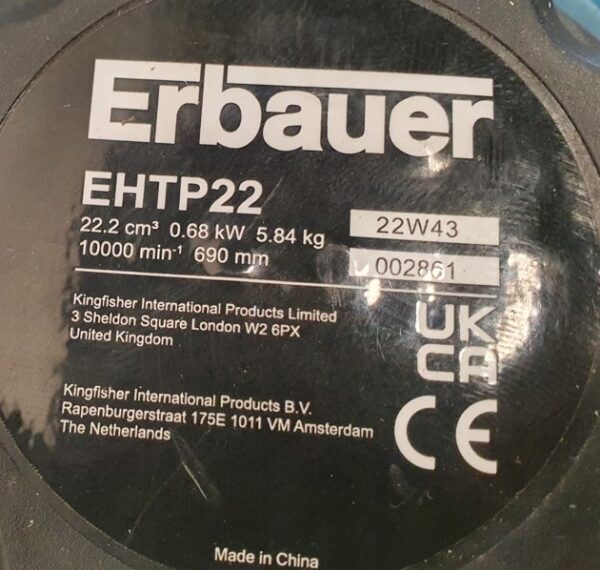 Erbauer
EHTP22
22.2 cm³ 0.68 kW 5.84 kg
10000 min⁻¹ 690 mm
22W43
002861
Kingfisher International Products Limited
3 Sheldon Square London W2 6PX
United Kingdom
UK
CA
Kingfisher International Products B.V.
Rapenburgerstraat 175E 1011 VM Amsterdam
The Netherlands
CE
Made in China